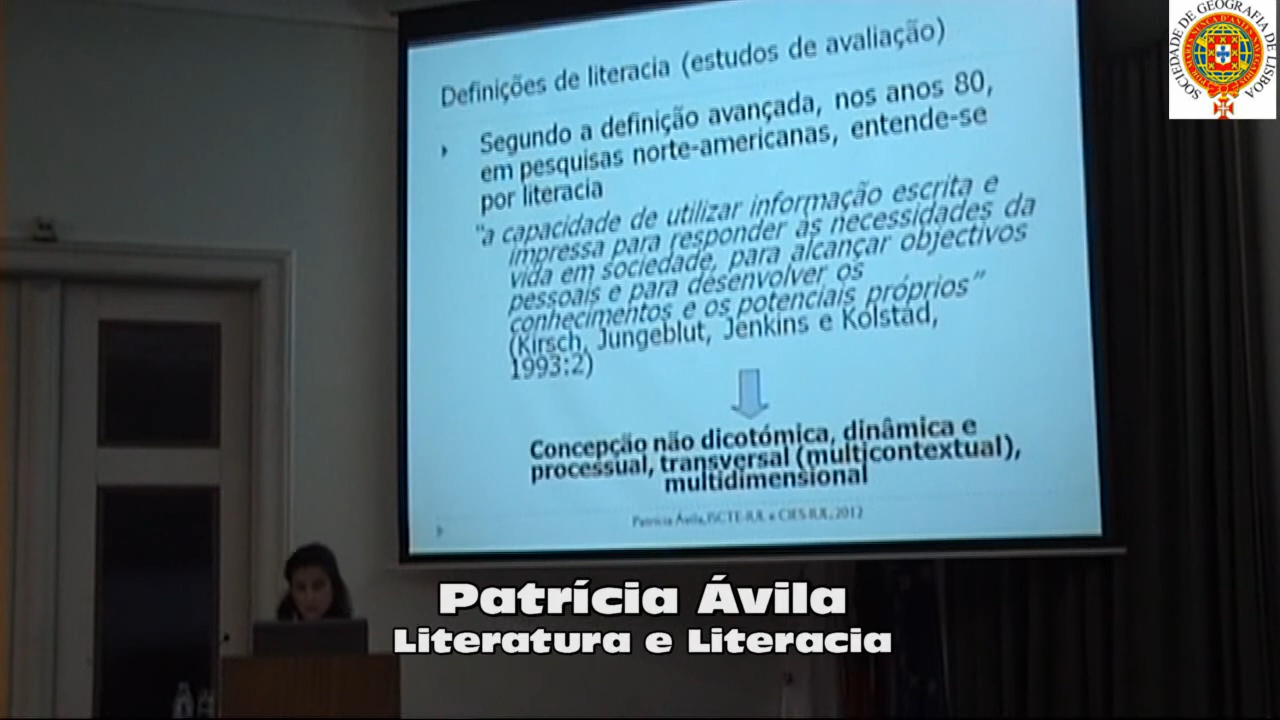 Definições de literacia (estudos de avaliação)
Segundo a definição avançada, nos anos 80,
em pesquisas norte-americanas, entende-se
por literacia
"a capacidade de utilizar informação escrita e
impressa para responder às necessidades da
vida em sociedade, para alcançar objectivos
pessoais e para desenvolver os
conhecimentos e os potenciais próprios"
(Kirsch, Jungeblut, Jenkins e Kolstad,
1993:2)
Concepção não dicotómica, dinâmica e
processual, transversal (multicontextual),
multidimensional
Patrícia Ávila, ISCTE-IUL e CIES-IUL, 2012
Patrícia Ávila
Literatura e Literacia
SOCIEDADE DE GEOGRAFIA DE LISBOA